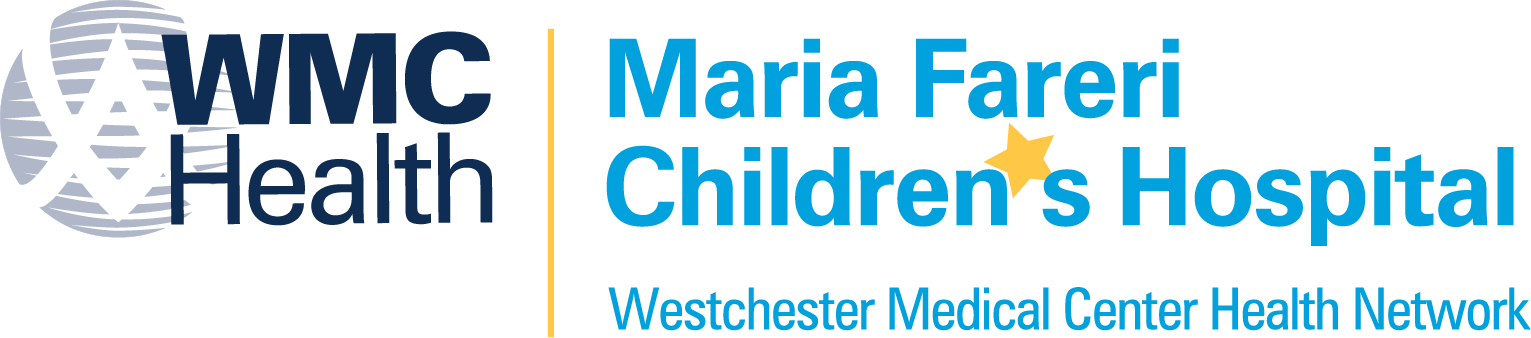 WMC
Health
Maria Fareri
Children's Hospital
Westchester Medical Center Health Network